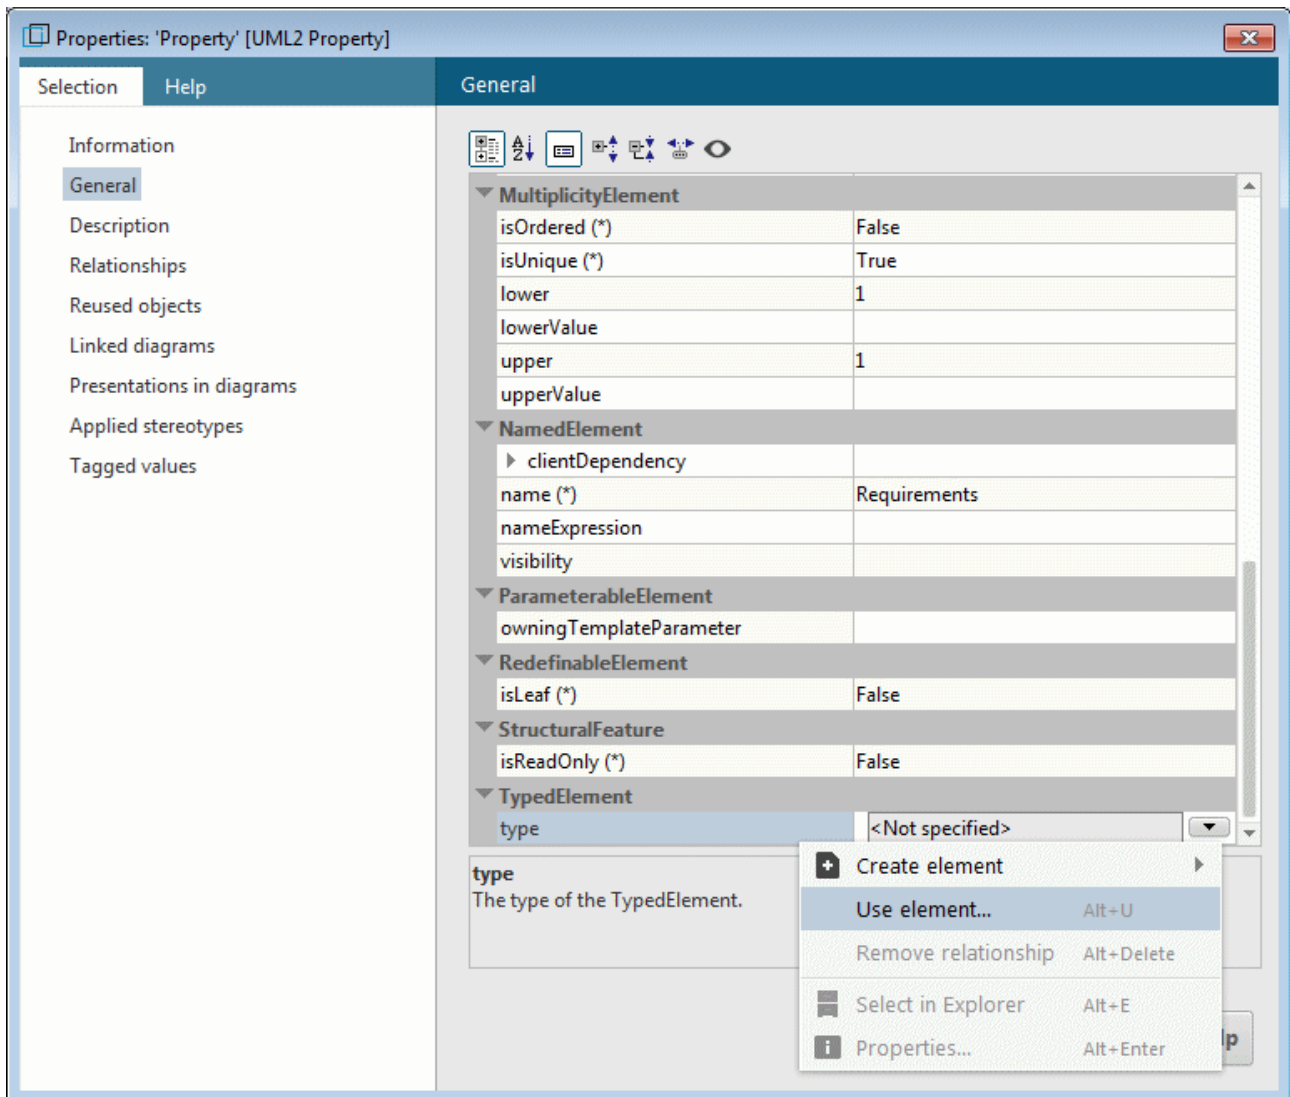 Properties: 'Property' [UML2 Property]
Selection Help
General
Information
General
Description
Relationships
Reused objects
Linked diagrams
Presentations in diagrams
Applied stereotypes
Tagged values
MultiplicityElement
isOrdered (*) False
isUnique (*) True
lower 1
lowerValue
upper 1
upperValue
NamedElement
clientDependency
name (*) Requirements
nameExpression
visibility
ParameterableElement
owningTemplateParameter
RedefinableElement
isLeaf (*) False
StructuralFeature
isReadOnly (*) False
TypedElement
type <Not specified>
type
The type of the TypedElement.
Create element
Use element... Alt+U
Remove relationship Alt+Delete
Select in Explorer Alt+E
Properties... Alt+Enter